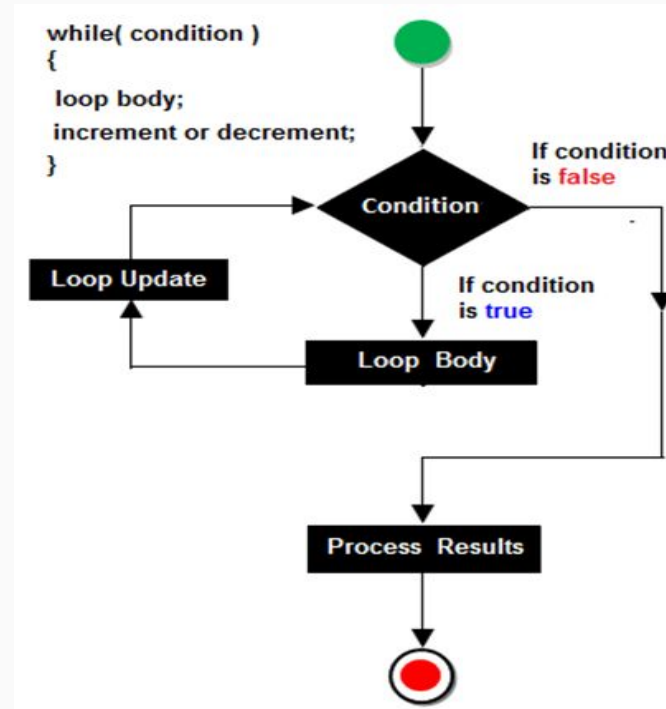 while( condition )
{
loop body;
increment or decrement;
}
If condition
is false
Condition
Loop Update
If condition
is true
Loop Body
Process Results